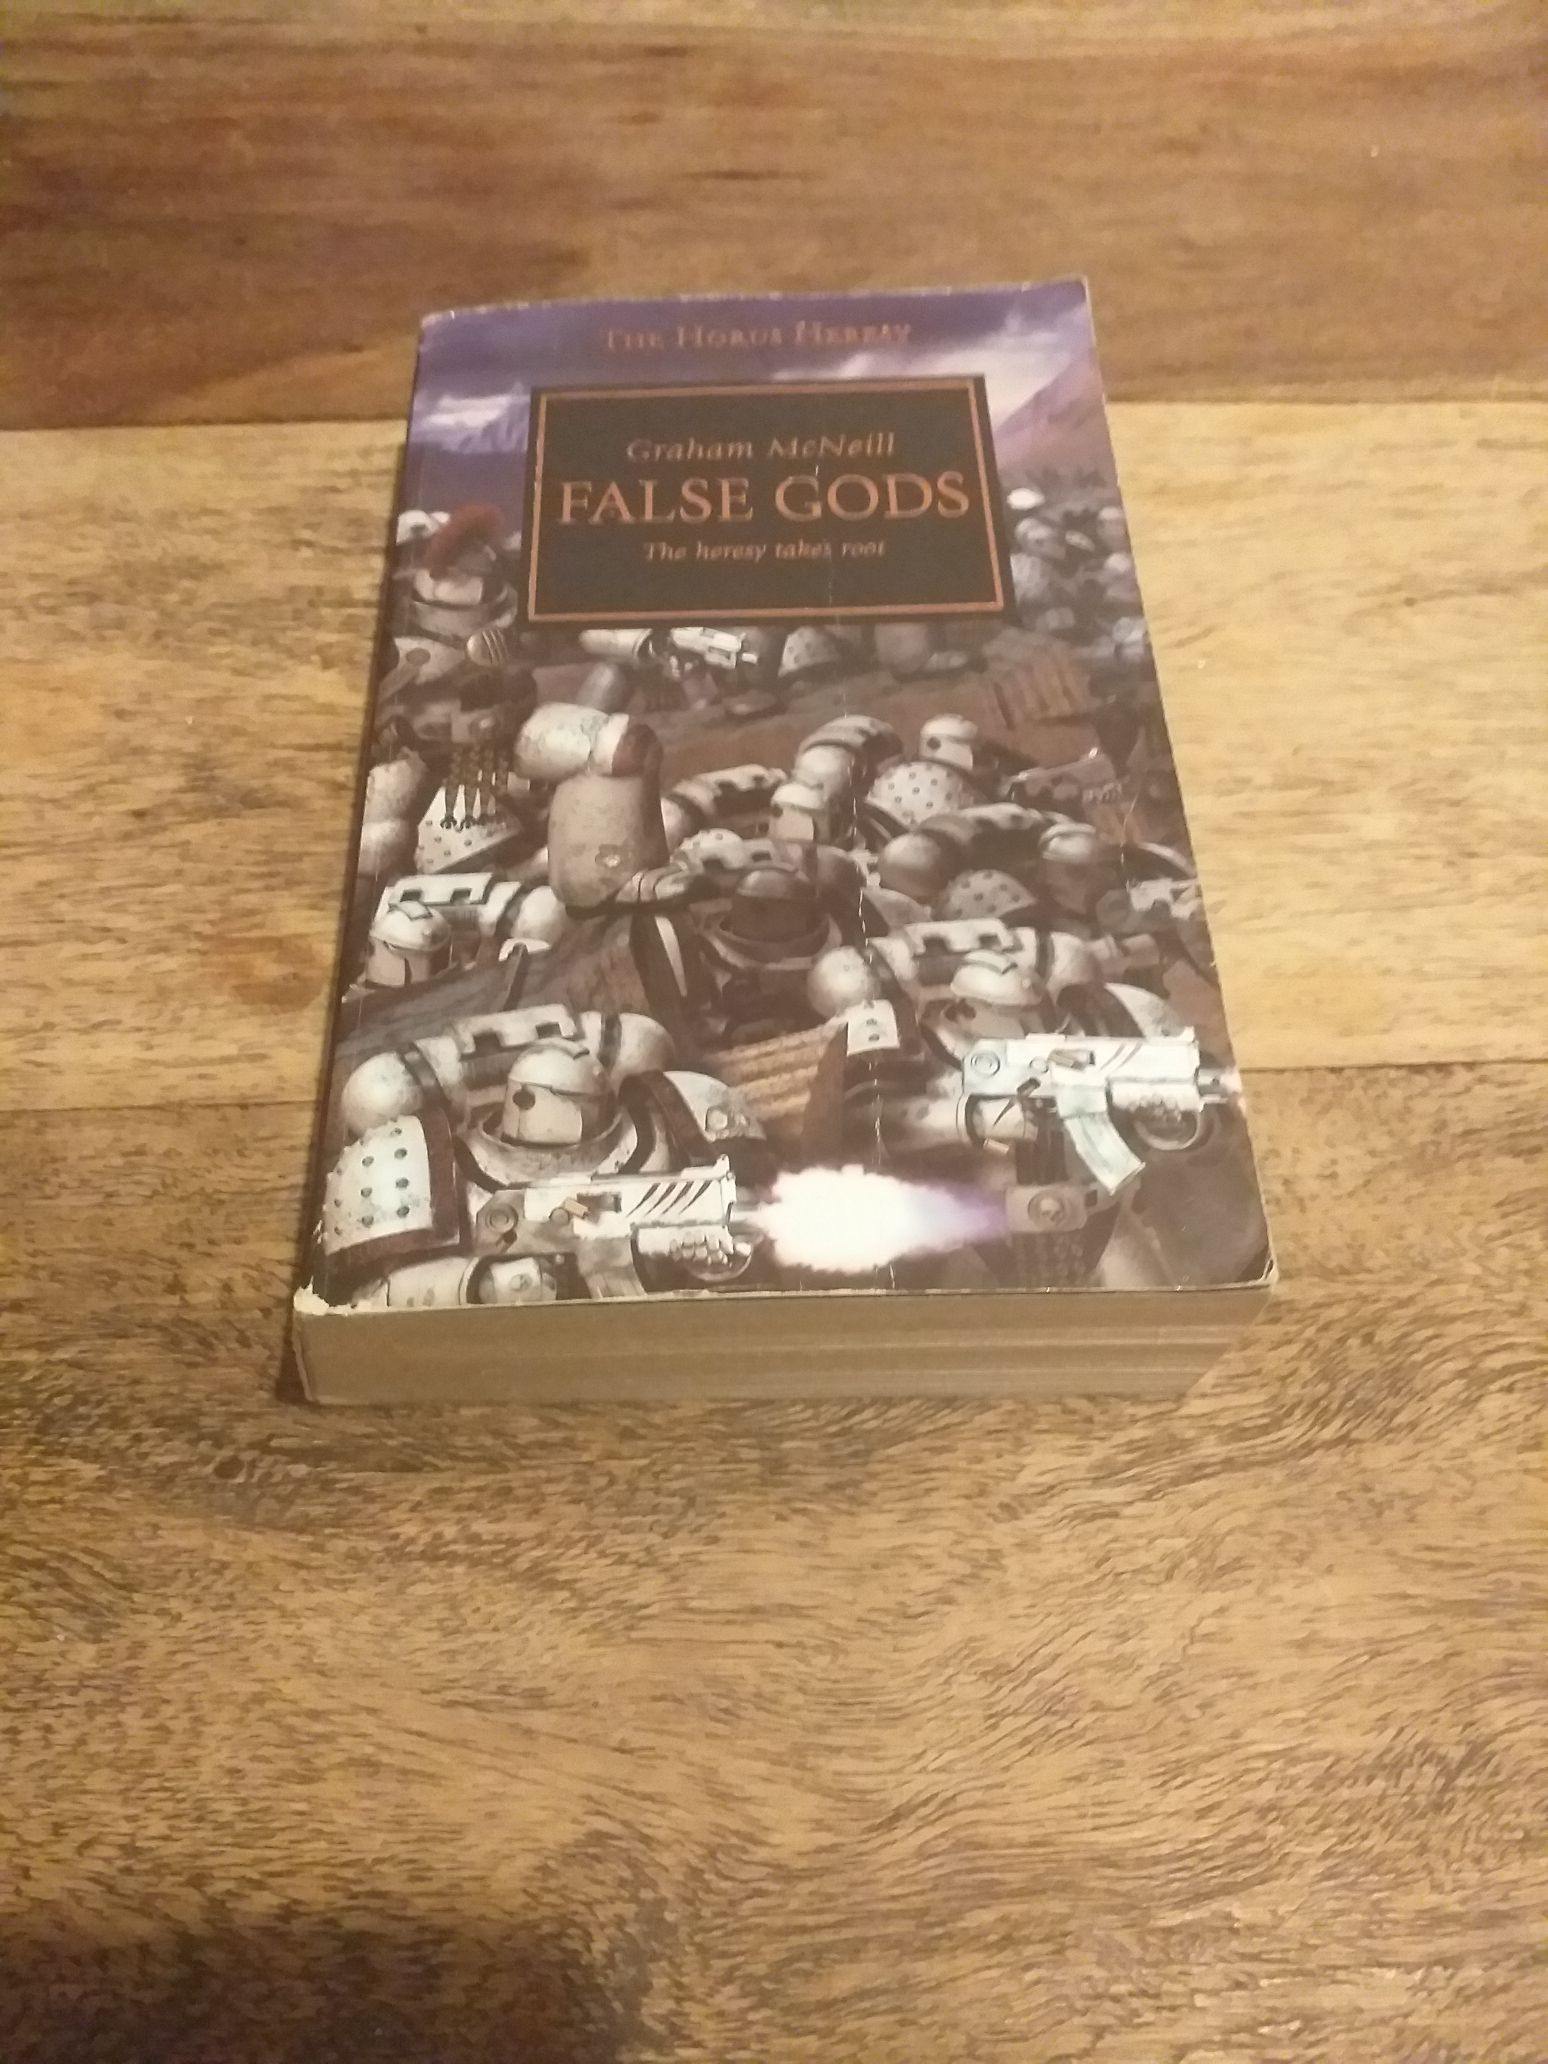 THE HORUS HERESY
Graham McNeill
FALSE GODS
The heresy takes root